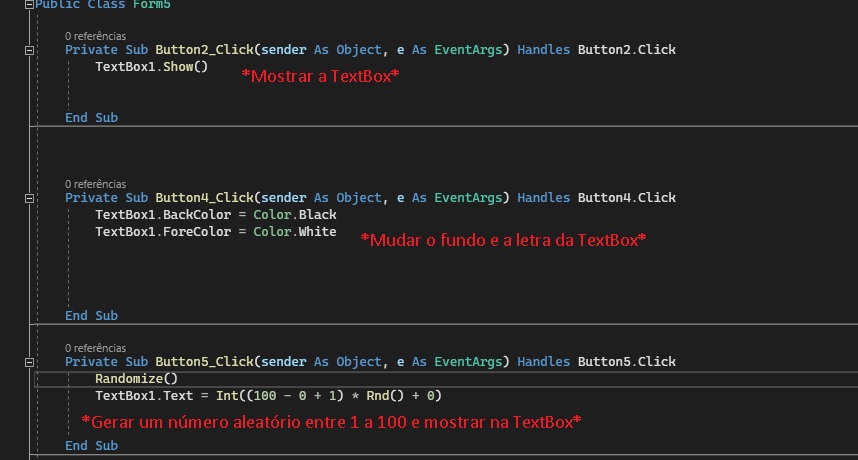 Public Class Form5
0 referências
Private Sub Button2_Click(sender As Object, e As EventArgs) Handles Button2.Click
TextBox1.Show()
*Mostrar a TextBox*
End Sub
0 referências
Private Sub Button4_Click(sender As Object, e As EventArgs) Handles Button4.Click
TextBox1.BackColor = Color.Black
TextBox1.ForeColor = Color.White
*Mudar o fundo e a letra da TextBox*
End Sub
0 referências
Private Sub Button5_Click(sender As Object, e As EventArgs) Handles Button5.Click
Randomize()
TextBox1.Text = Int((100 - 0 + 1) * Rnd() + 0)
*Gerar um número aleatório entre 1 a 100 e mostrar na TextBox*
End Sub